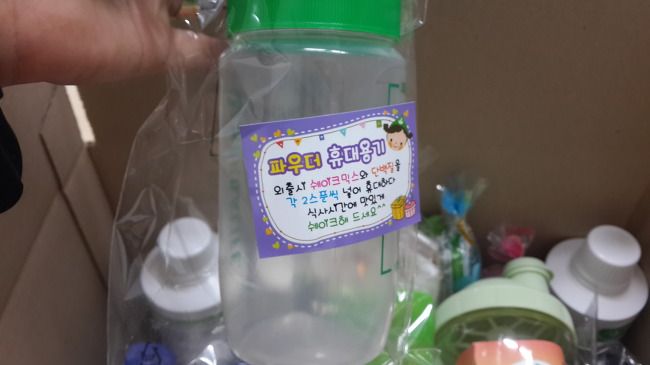 파우더 휴대용기
외출시 쉐이크믹스와 단백질을
각 2스푼씩 넣어 휴대하다
식사시간에 맛있게
쉐이크해 드세요^^